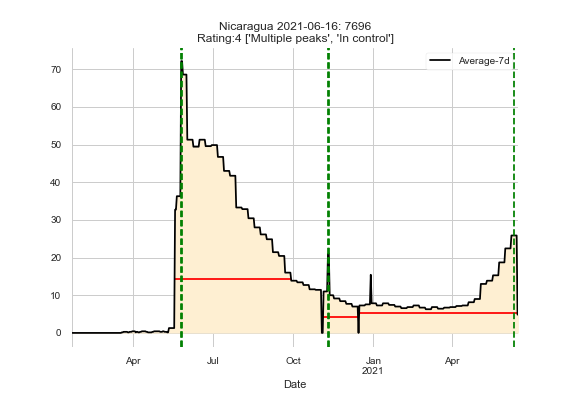 Nicaragua 2021-06-16: 7696
Rating:4 ['Multiple peaks', 'In control']
Average-7d
70
60
50
40
30
20
10
0
Apr Jul Oct Jan Apr
2021
Date